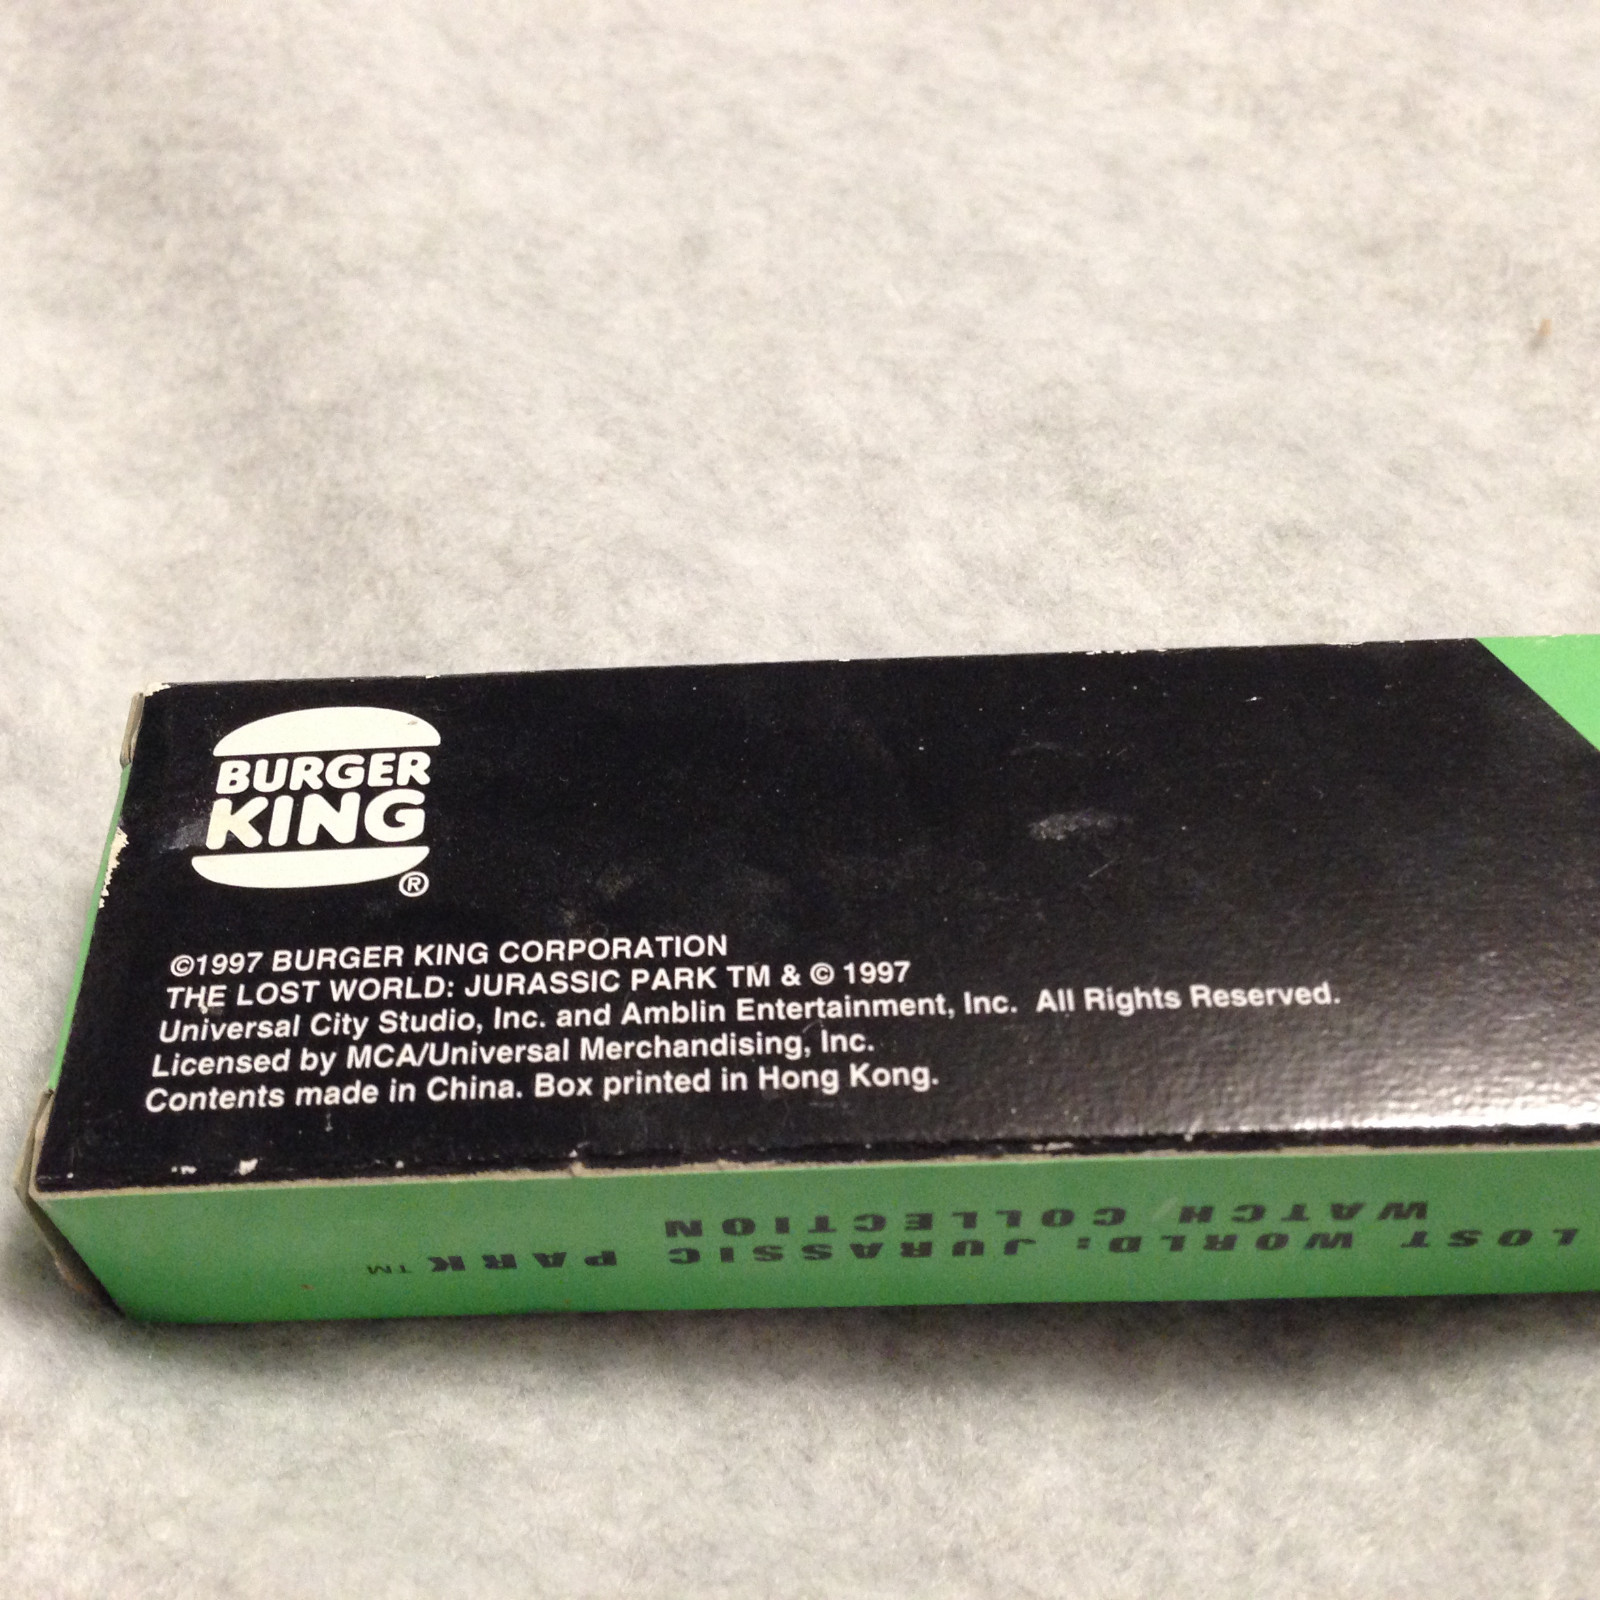 BURGER
KING
®
©1997 BURGER KING CORPORATION
THE LOST WORLD: JURASSIC PARK TM & © 1997
Universal City Studio, Inc. and Amblin Entertainment, Inc. All Rights Reserved.
Licensed by MCA/Universal Merchandising, Inc.
Contents made in China. Box printed in Hong Kong.
LOST WORLD: JURASSIC PARK™
WATCH COLLECTION